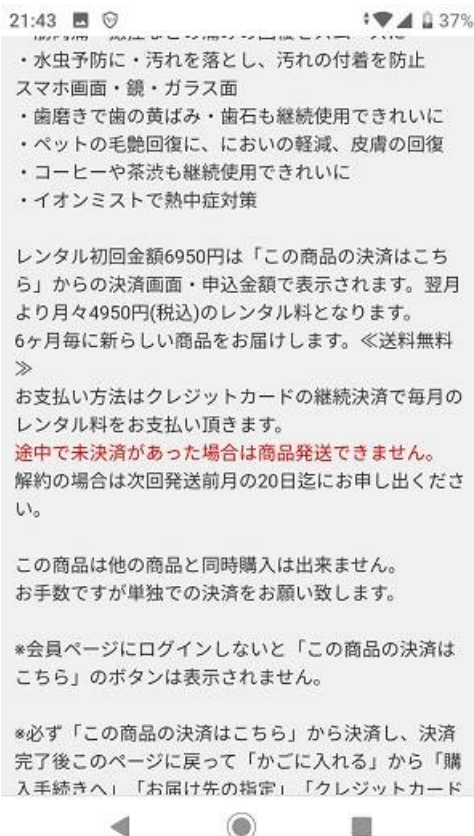 21:43
37%
・水虫予防に・汚れを落とし、汚れの付着を防止
スマホ画面・鏡・ガラス面
・歯磨きで歯の黄ばみ・歯石も継続使用できれいに
・ペットの毛艶回復に、においの軽減、皮膚の回復
・コーヒーや茶渋も継続使用できれいに
・イオンミストで熱中症対策
レンタル初回金額6950円は「この商品の決済はこち
ら」からの決済画面・申込金額で表示されます。翌月
より月々4950円(税込)のレンタル料となります。
6ヶ月毎に新らしい商品をお届けします。≪送料無料
≫
お支払い方法はクレジットカードの継続決済で毎月の
レンタル料をお支払い頂きます。
途中で未決済があった場合は商品発送できません。
解約の場合は次回発送前月の20日迄にお申し出くださ
い。
この商品は他の商品と同時購入は出来ません。
お手数ですが単独での決済をお願い致します。
※会員ページにログインしないと「この商品の決済は
こちら」のボタンは表示されません。
※必ず「この商品の決済はこちら」から決済し、決済
完了後このページに戻って「かごに入れる」から「購
入手続きへ」「お届け先の指定」「クレジットカード